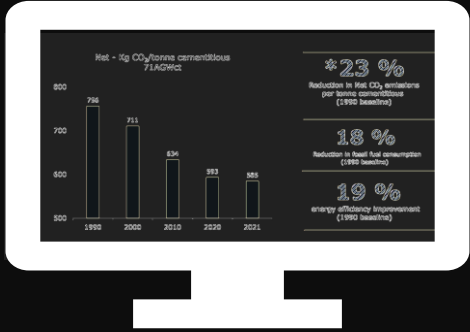 Net - Kg CO₂/tonne cementitious
71AGWct
800
700
600
500
756
711
634
593
585
1990
2000
2010
2020
2021
*23 %
Reduction in Net CO₂ emissions
per tonne cementitious
(1990 baseline)
18 %
Reduction in fossil fuel consumption
(1990 baseline)
19 %
energy efficiency improvement
(1990 baseline)